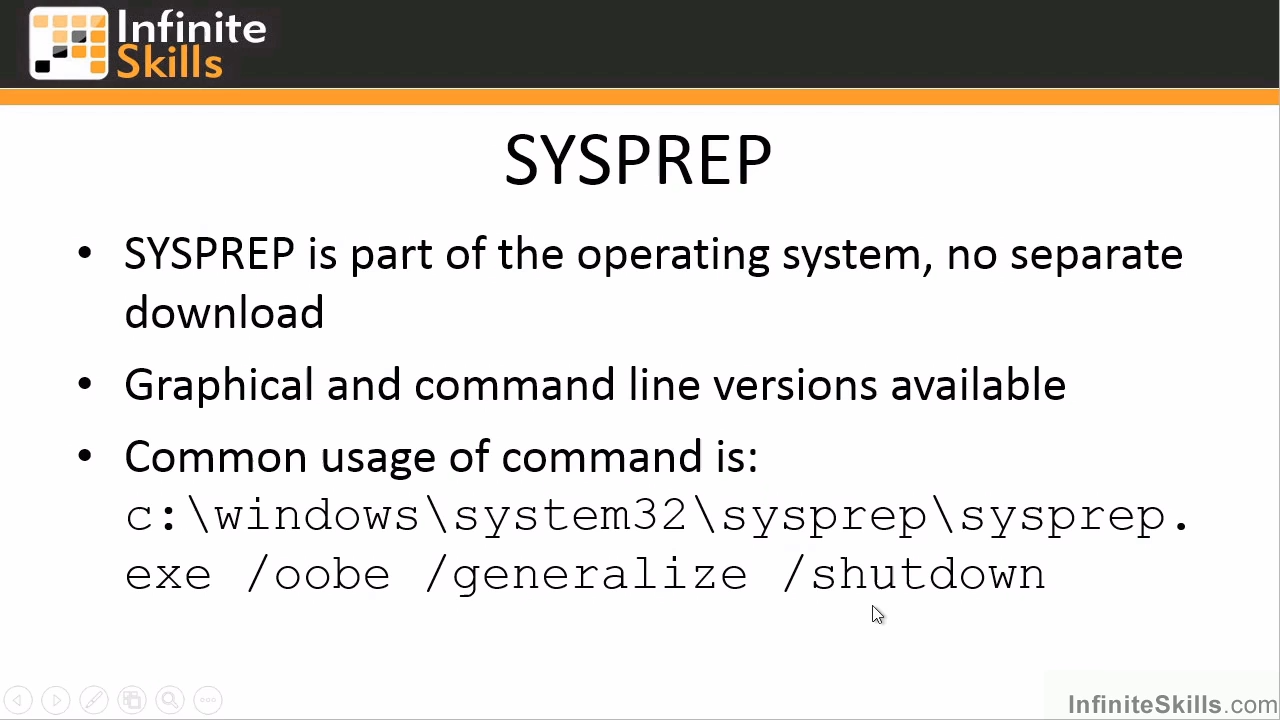 Infinite
Skills
SYSPREP
• SYSPREP is part of the operating system, no separate
download
• Graphical and command line versions available
• Common usage of command is:
c:\windows\system32\sysprep\sysprep.
exe /oobe /generalize /shutdown
InfiniteSkills.com